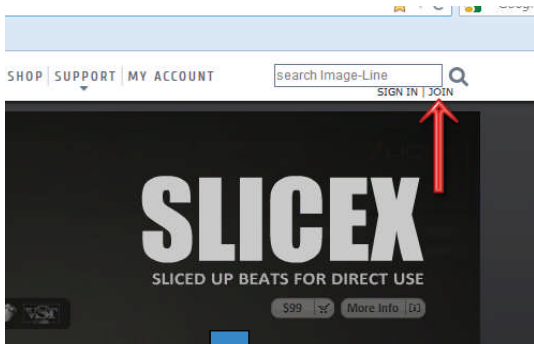 SHOP SUPPORT MY ACCOUNT
search Image-Line
SIGN IN | JOIN
SLICEX
SLICED UP BEATS FOR DIRECT USE
$99 More Info